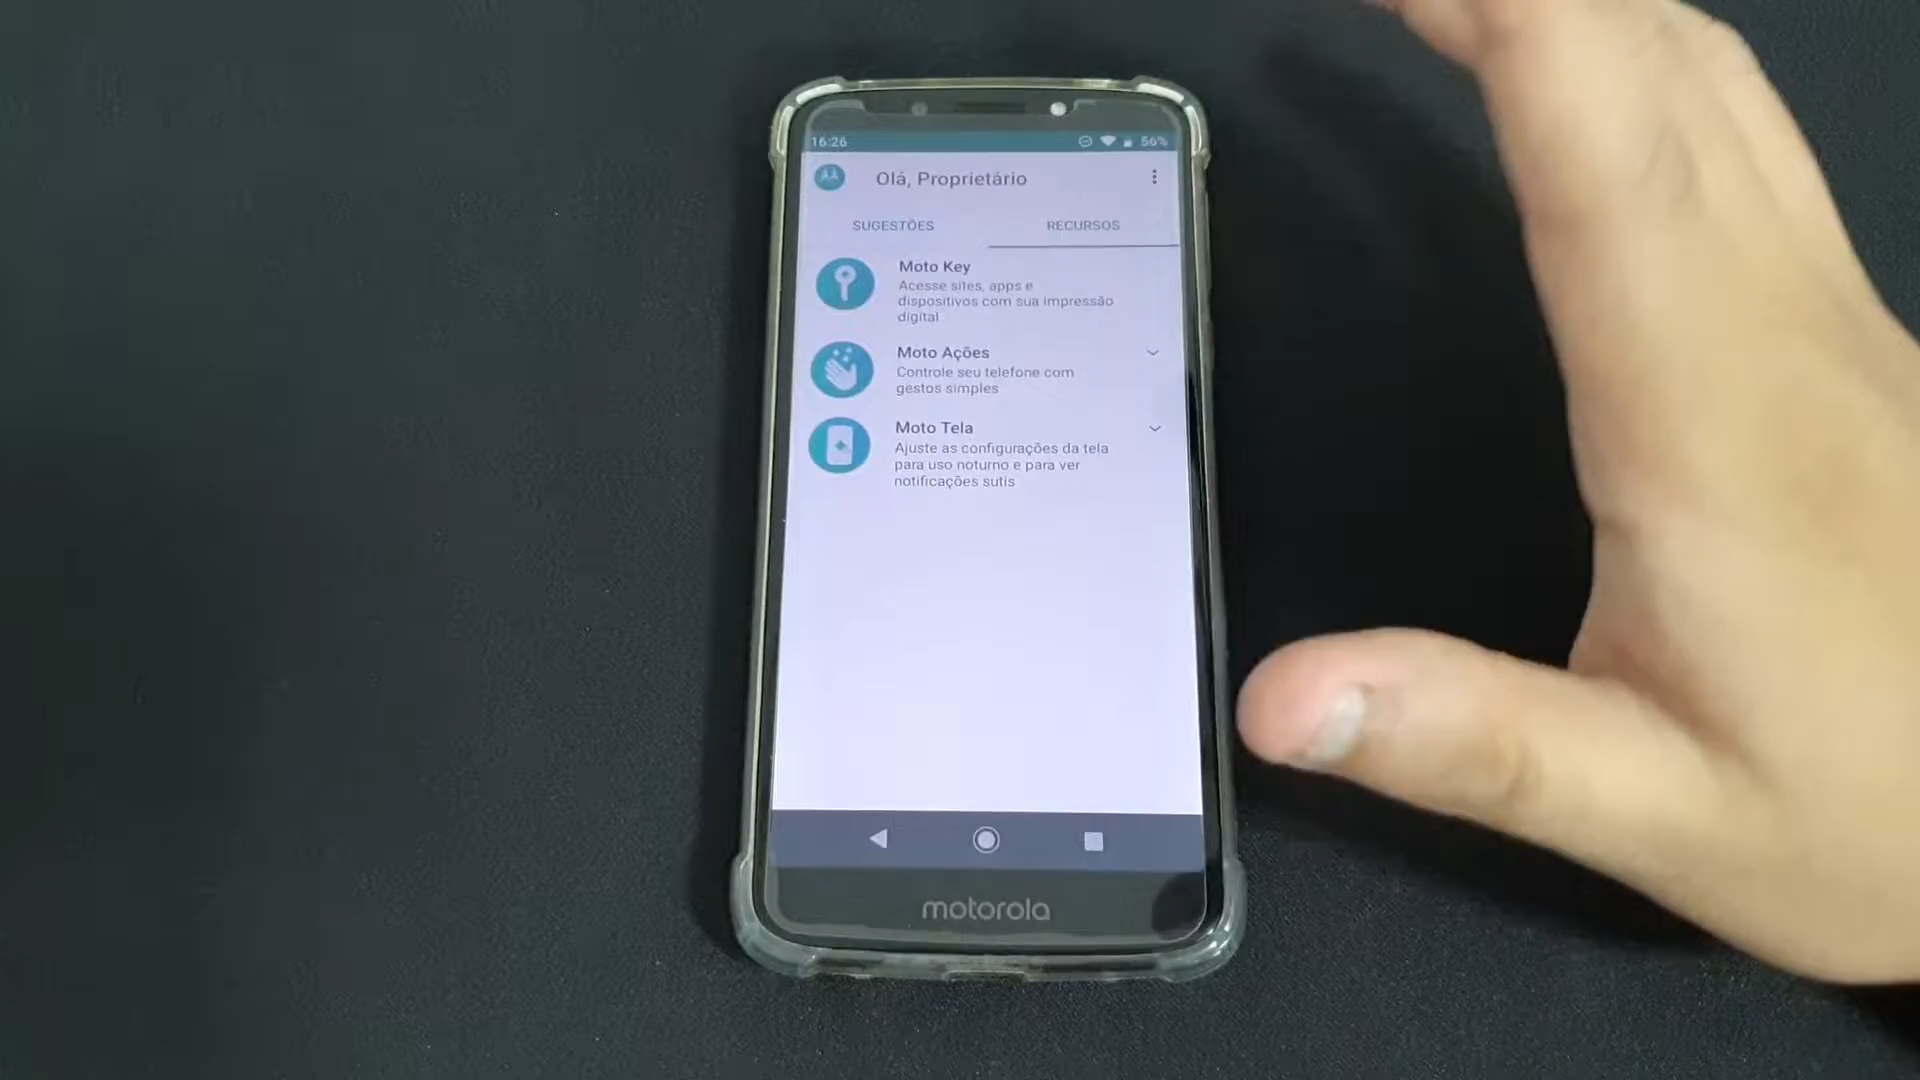 16:26
56%
Olá, Proprietário
SUGESTÕES
RECURSOS
Moto Key
Acesse sites, apps e
dispositivos com sua impressão
digital
Moto Ações
Controle seu telefone com
gestos simples
Moto Tela
Ajuste as configurações da tela
para uso noturno e para ver
notificações sutis
motorola